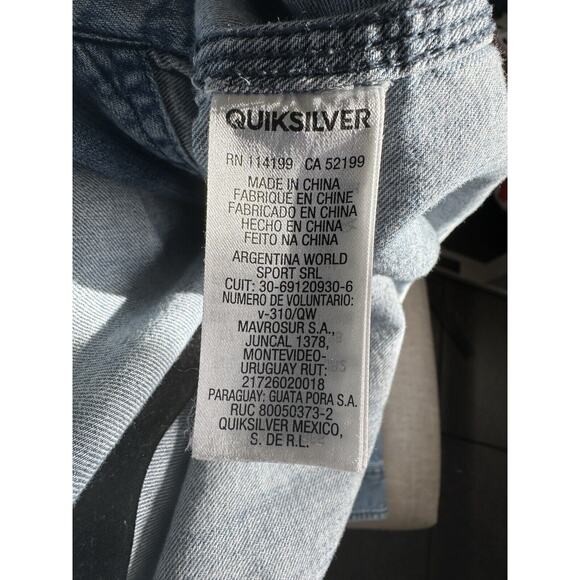 QUIKSILVER
RN 114199 CA 52199
MADE IN CHINA
FABRIQUÉ EN CHINE
FABRICADO EN CHINA
HECHO EN CHINA
FEITO NA CHINA
ARGENTINA WORLD
SPORT SRL
CUIT: 30-69120930-6
NUMERO DE VOLUNTARIO:
v-310/QW
MAVROSUR S.A.,
JUNCAL 1378,
MONTEVIDEO-
URUGUAY RUT:
21726020018
PARAGUAY: GUATA PORA S.A.
RUC 80050373-2
QUIKSILVER MEXICO,
S. DE R.L.